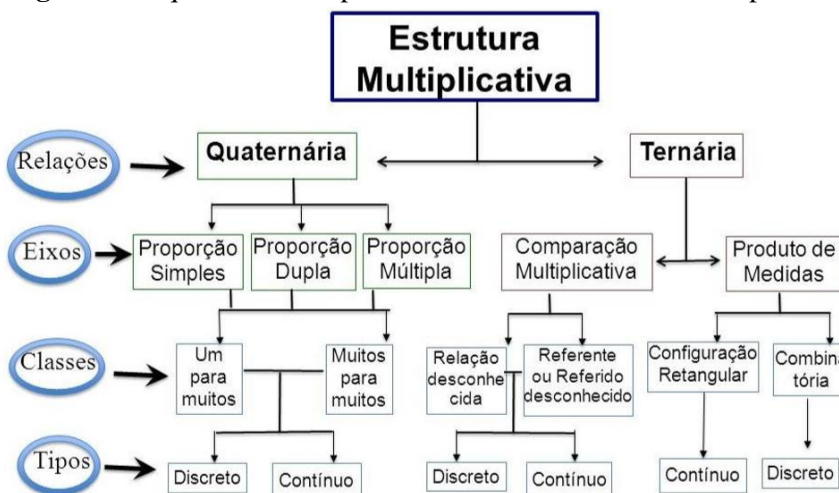 Estrutura
Multiplicativa
Relações
Quaternária
Ternária
Eixos
Proporção
Simples
Proporção
Dupla
Proporção
Múltipla
Comparação
Multiplicativa
Produto de
Medidas
Classes
Um
para
muitos
Muitos
para
muitos
Relação
desconhe
cida
Referente
ou Referido
desconhecido
Configuração
Retangular
Combina
tória
Tipos
Discreto
Contínuo
Discreto
Contínuo
Contínuo
Discreto